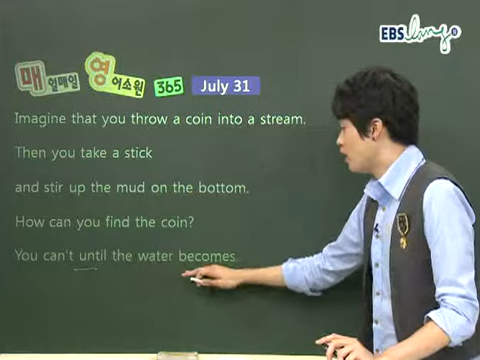 EBS lang
매일매일 영어소원 365 July 31
Imagine that you throw a coin into a stream.
Then you take a stick
and stir up the mud on the bottom.
How can you find the coin?
You can't until the water becomes